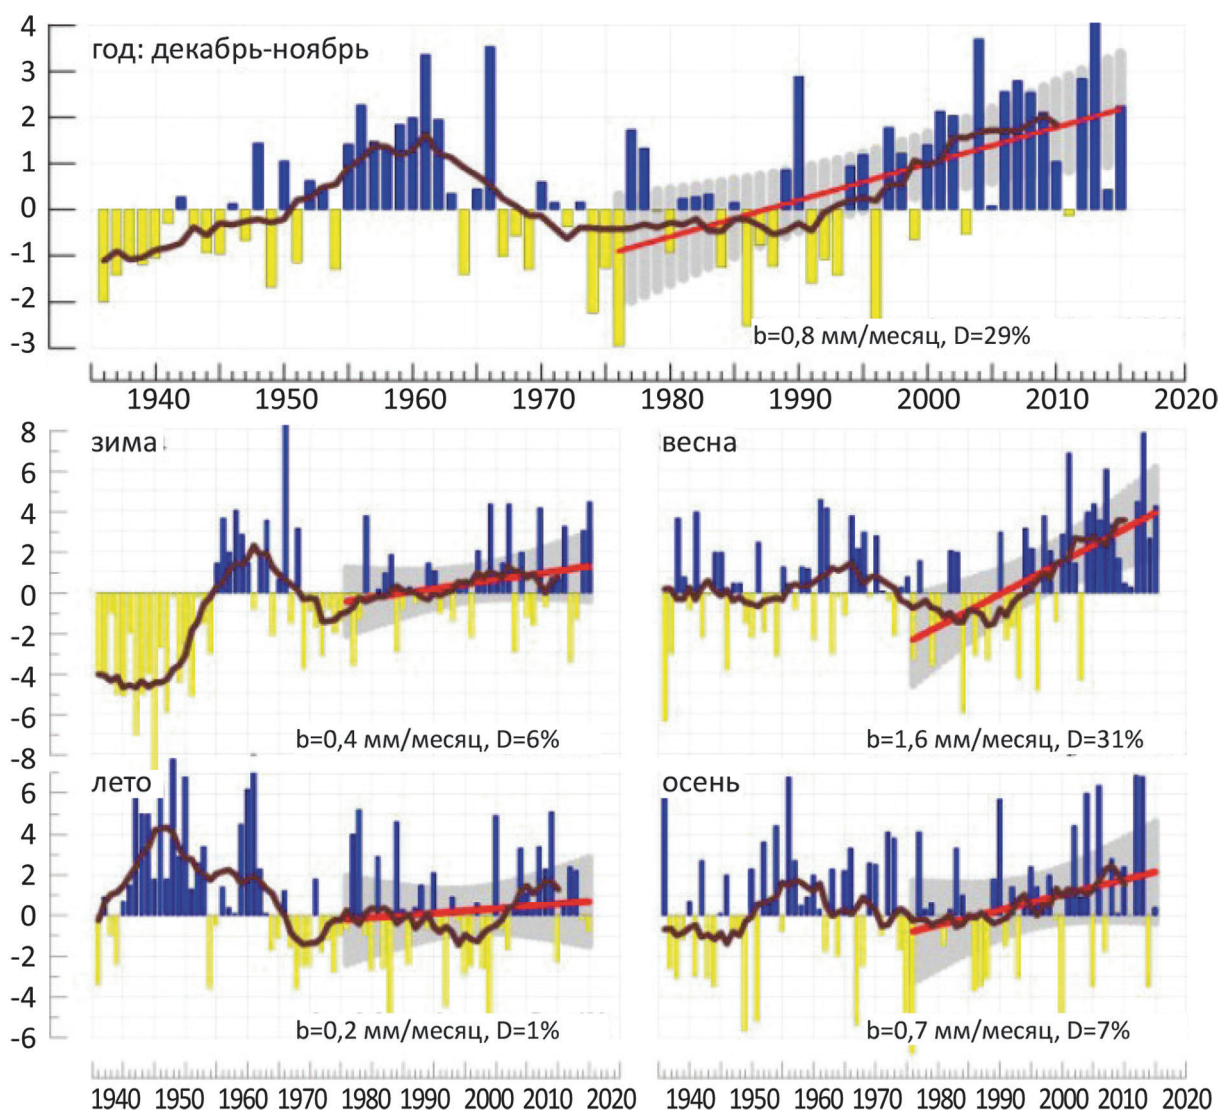 4
год: декабрь-ноябрь
3
2
1
0
-1
-2
-3
b=0,8 мм/месяц, D=29%
1940 1950 1960 1970 1980 1990 2000 2010 2020
8
зима
весна
6
4
2
0
-2
-4
-6
-8
b=0,4 мм/месяц, D=6%
b=1,6 мм/месяц, D=31%
лето
осень
6
4
2
0
-2
-4
-6
b=0,2 мм/месяц, D=1%
b=0,7 мм/месяц, D=7%
1940 1950 1960 1970 1980 1990 2000 2010 2020
1940 1950 1960 1970 1980 1990 2000 2010 2020